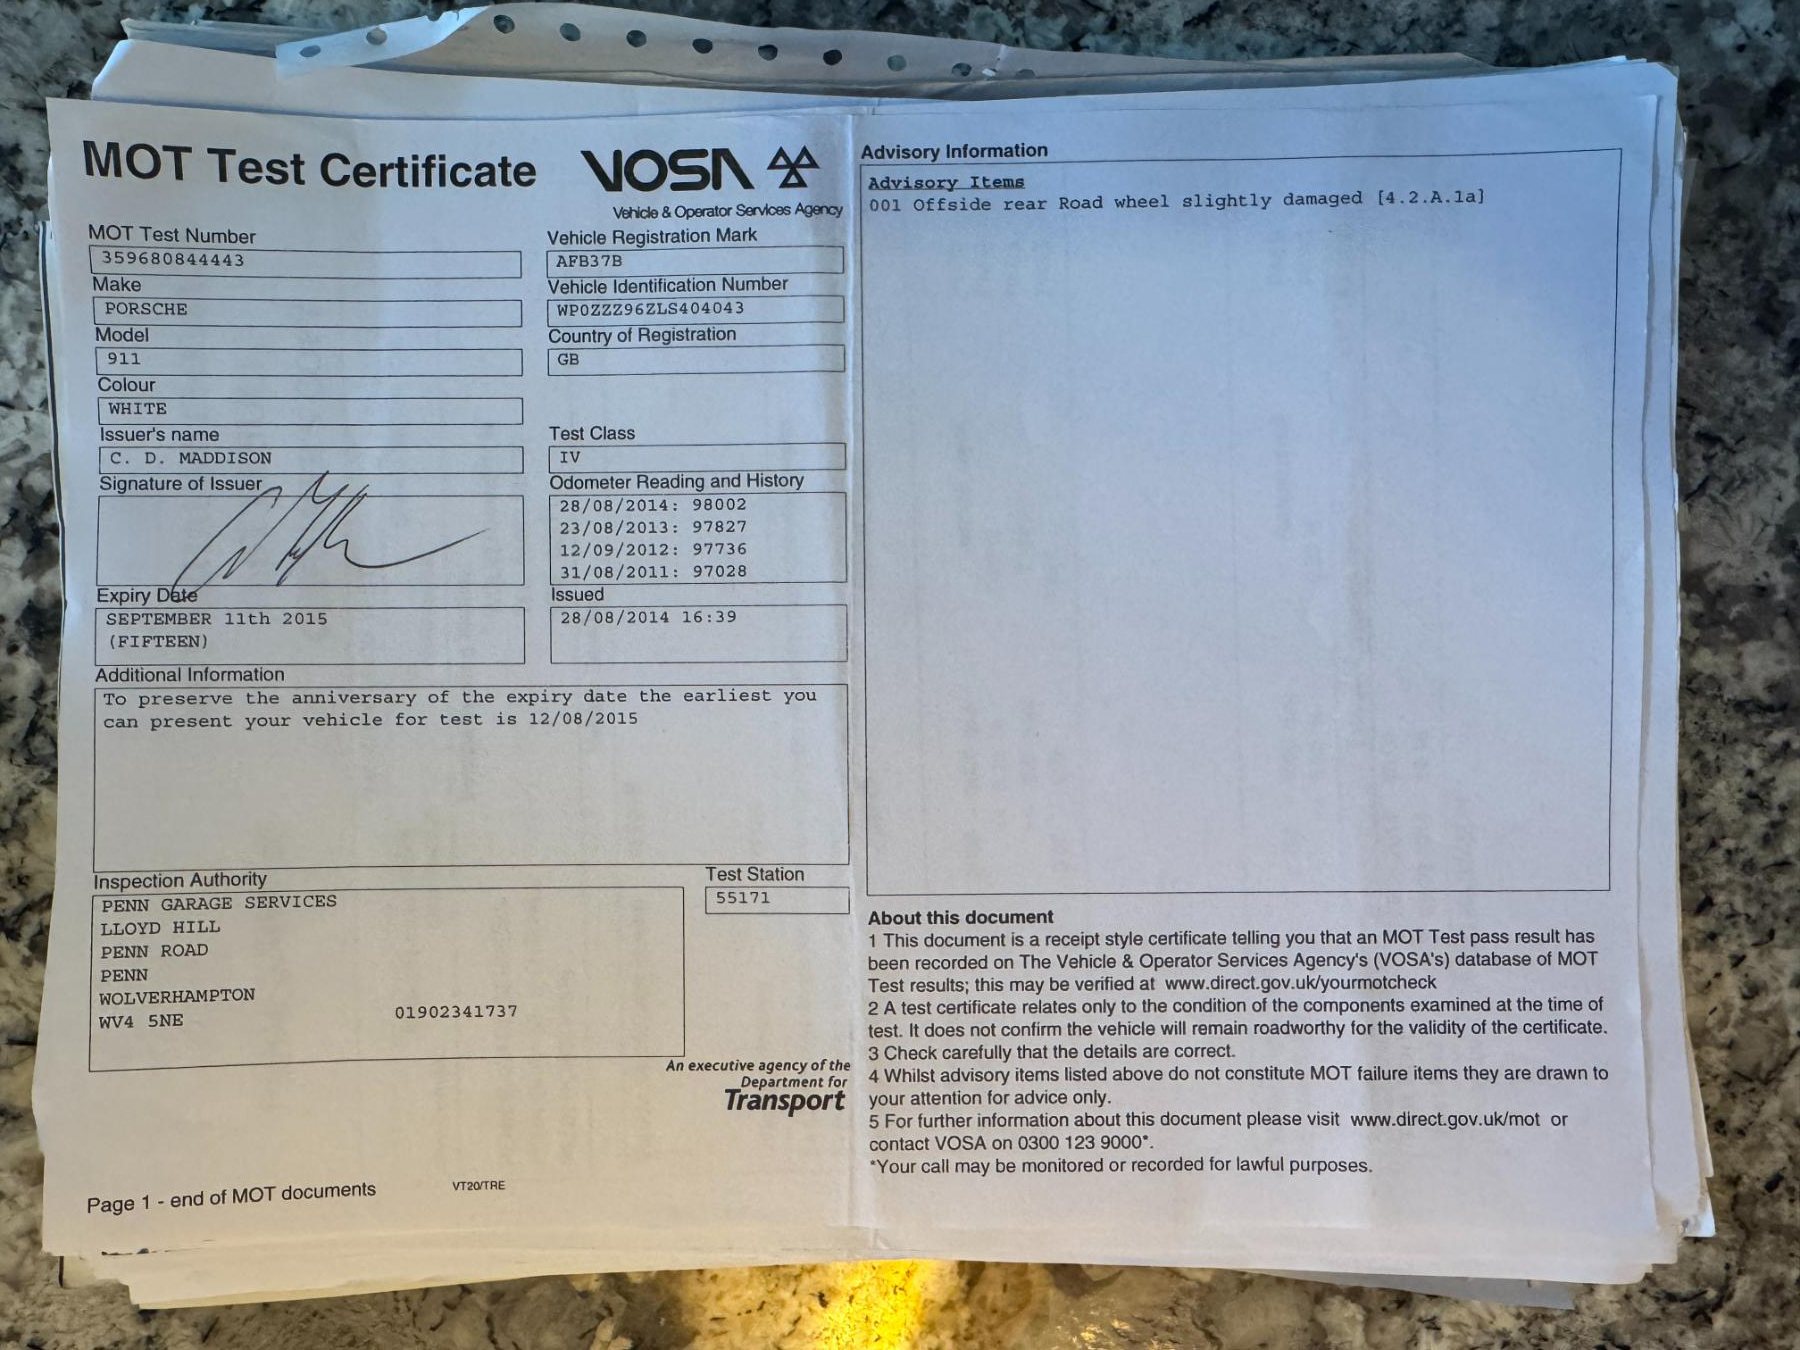 MOT Test Certificate
VOSA
Vehicle & Operator Services Agency
MOT Test Number
359680844443
Vehicle Registration Mark
AFB37B
Make
PORSCHE
Vehicle Identification Number
WP0ZZZ96ZLS404043
Model
911
Country of Registration
GB
Colour
WHITE
Issuer's name
C. D. MADDISON
Test Class
IV
Signature of Issuer
Odometer Reading and History
28/08/2014: 98002
23/08/2013: 97827
12/09/2012: 97736
31/08/2011: 97028
Expiry Date
SEPTEMBER 11th 2015
(FIFTEEN)
Issued
28/08/2014 16:39
Additional Information
To preserve the anniversary of the expiry date the earliest you
can present your vehicle for test is 12/08/2015
Inspection Authority
PENN GARAGE SERVICES
LLOYD HILL
PENN ROAD
PENN
WOLVERHAMPTON
WV4 5NE 01902341737
Test Station
55171
An executive agency of the
Department for
Transport
Page 1 - end of MOT documents
VT20/TRE
Advisory Information
Advisory Items
001 Offside rear Road wheel slightly damaged [4.2.A.1a]
About this document
1 This document is a receipt style certificate telling you that an MOT Test pass result has
been recorded on The Vehicle & Operator Services Agency's (VOSA's) database of MOT
Test results; this may be verified at www.direct.gov.uk/yourmotcheck
2 A test certificate relates only to the condition of the components examined at the time of
test. It does not confirm the vehicle will remain roadworthy for the validity of the certificate.
3 Check carefully that the details are correct.
4 Whilst advisory items listed above do not constitute MOT failure items they are drawn to
your attention for advice only.
5 For further information about this document please visit www.direct.gov.uk/mot or
contact VOSA on 0300 123 9000*.
*Your call may be monitored or recorded for lawful purposes.